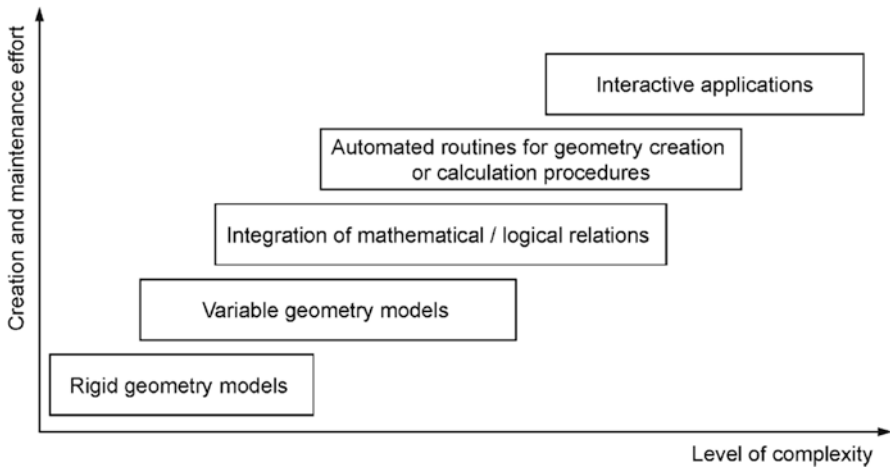 Creation and maintenance effort
Interactive applications
Automated routines for geometry creation
or calculation procedures
Integration of mathematical / logical relations
Variable geometry models
Rigid geometry models
Level of complexity